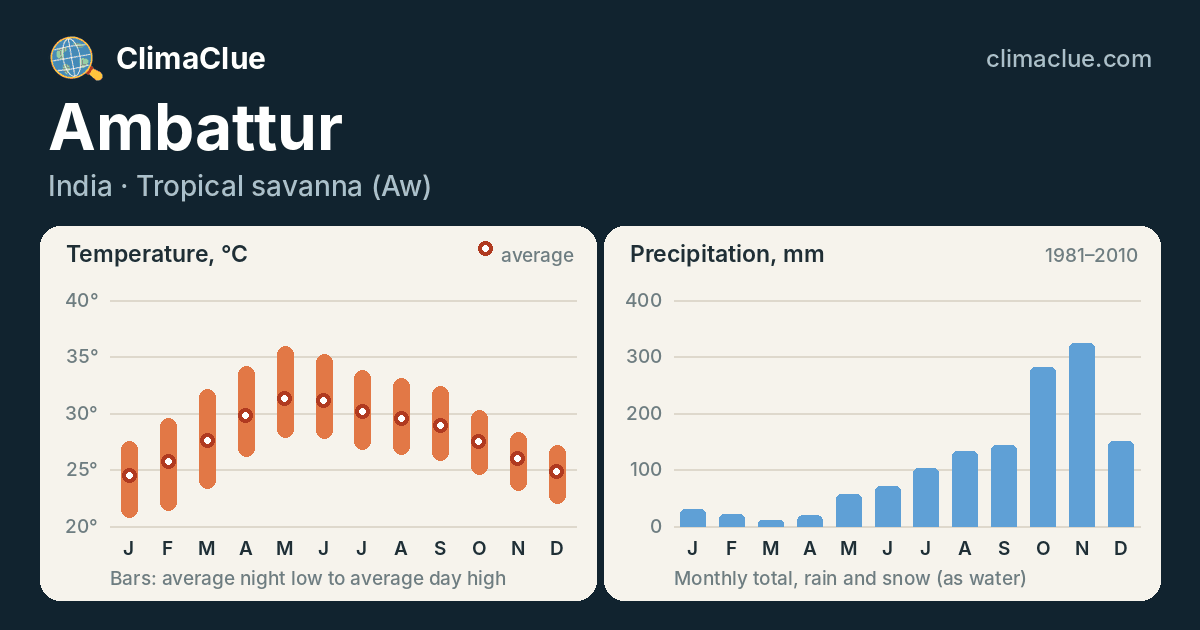 ClimaClue
climaclue.com
Ambattur
India · Tropical savanna (Aw)
Temperature, °C
average
40°
35°
30°
25°
20°
J F M A M J J A S O N D
Bars: average night low to average day high
Precipitation, mm
1981–2010
400
300
200
100
0
J F M A M J J A S O N D
Monthly total, rain and snow (as water)